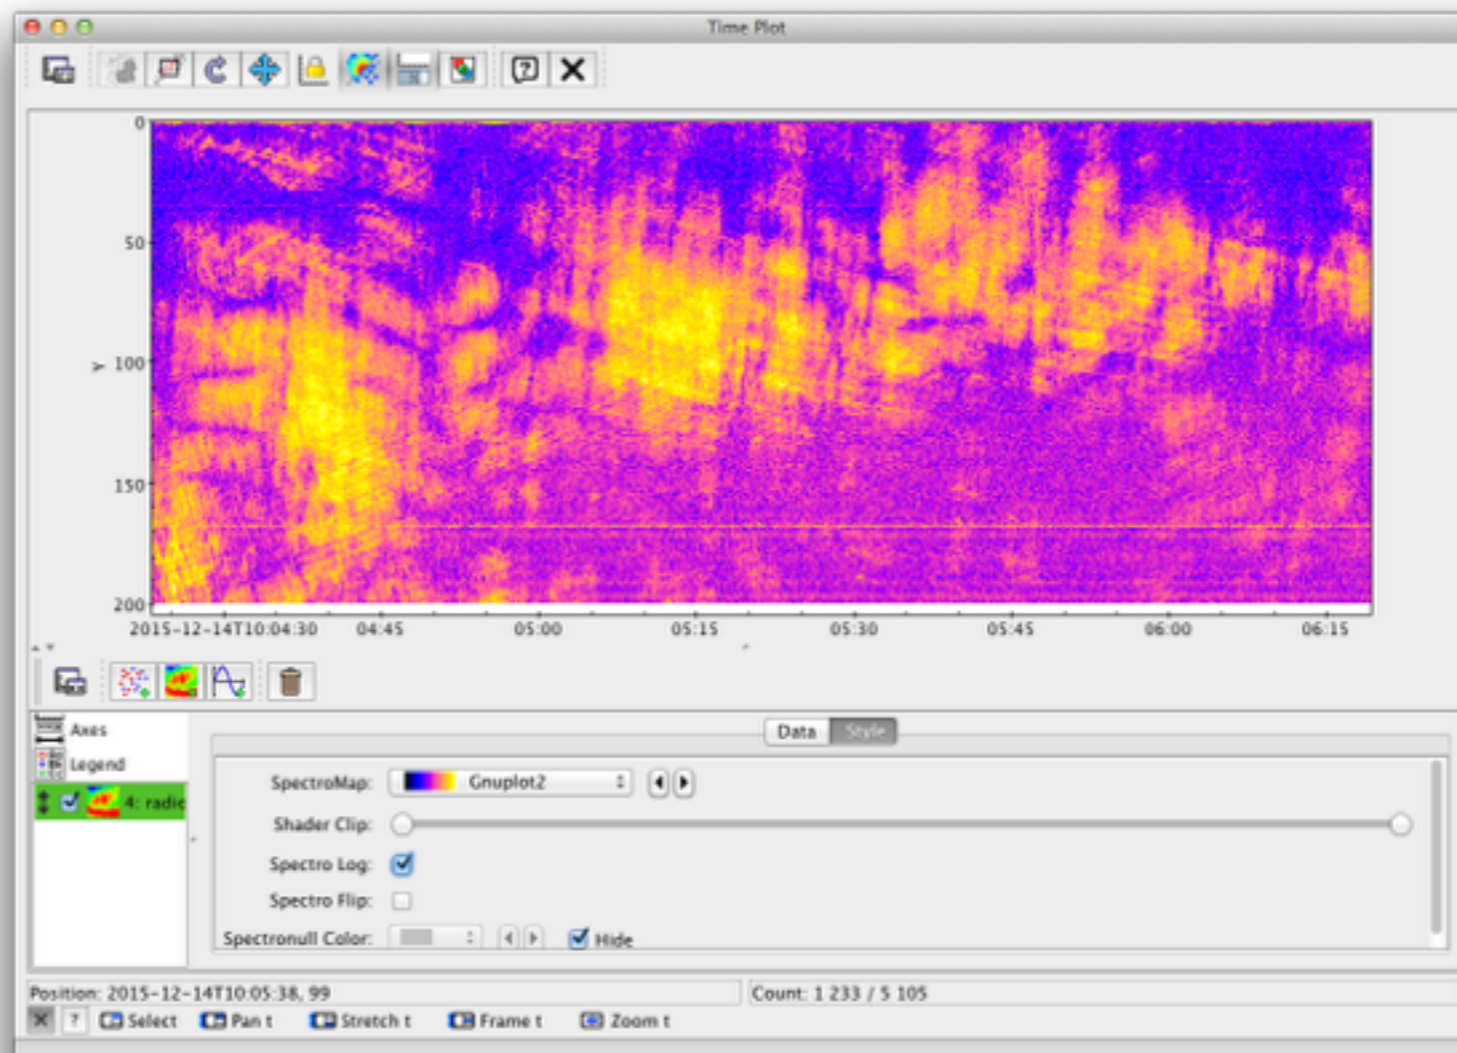 Time Plot
0
50
100
150
200
Y
2015-12-14T10:04:30 04:45 05:00 05:15 05:30 05:45 06:00 06:15
Axes
Legend
4: radio
Data Style
SpectroMap: Gnuplot2
Shader Clip:
Spectro Log:
Spectro Flip:
Spectronull Color: Hide
Position: 2015-12-14T10:05:38, 99
Count: 1 233 / 5 105
? Select Pan t Stretch t Frame t Zoom t